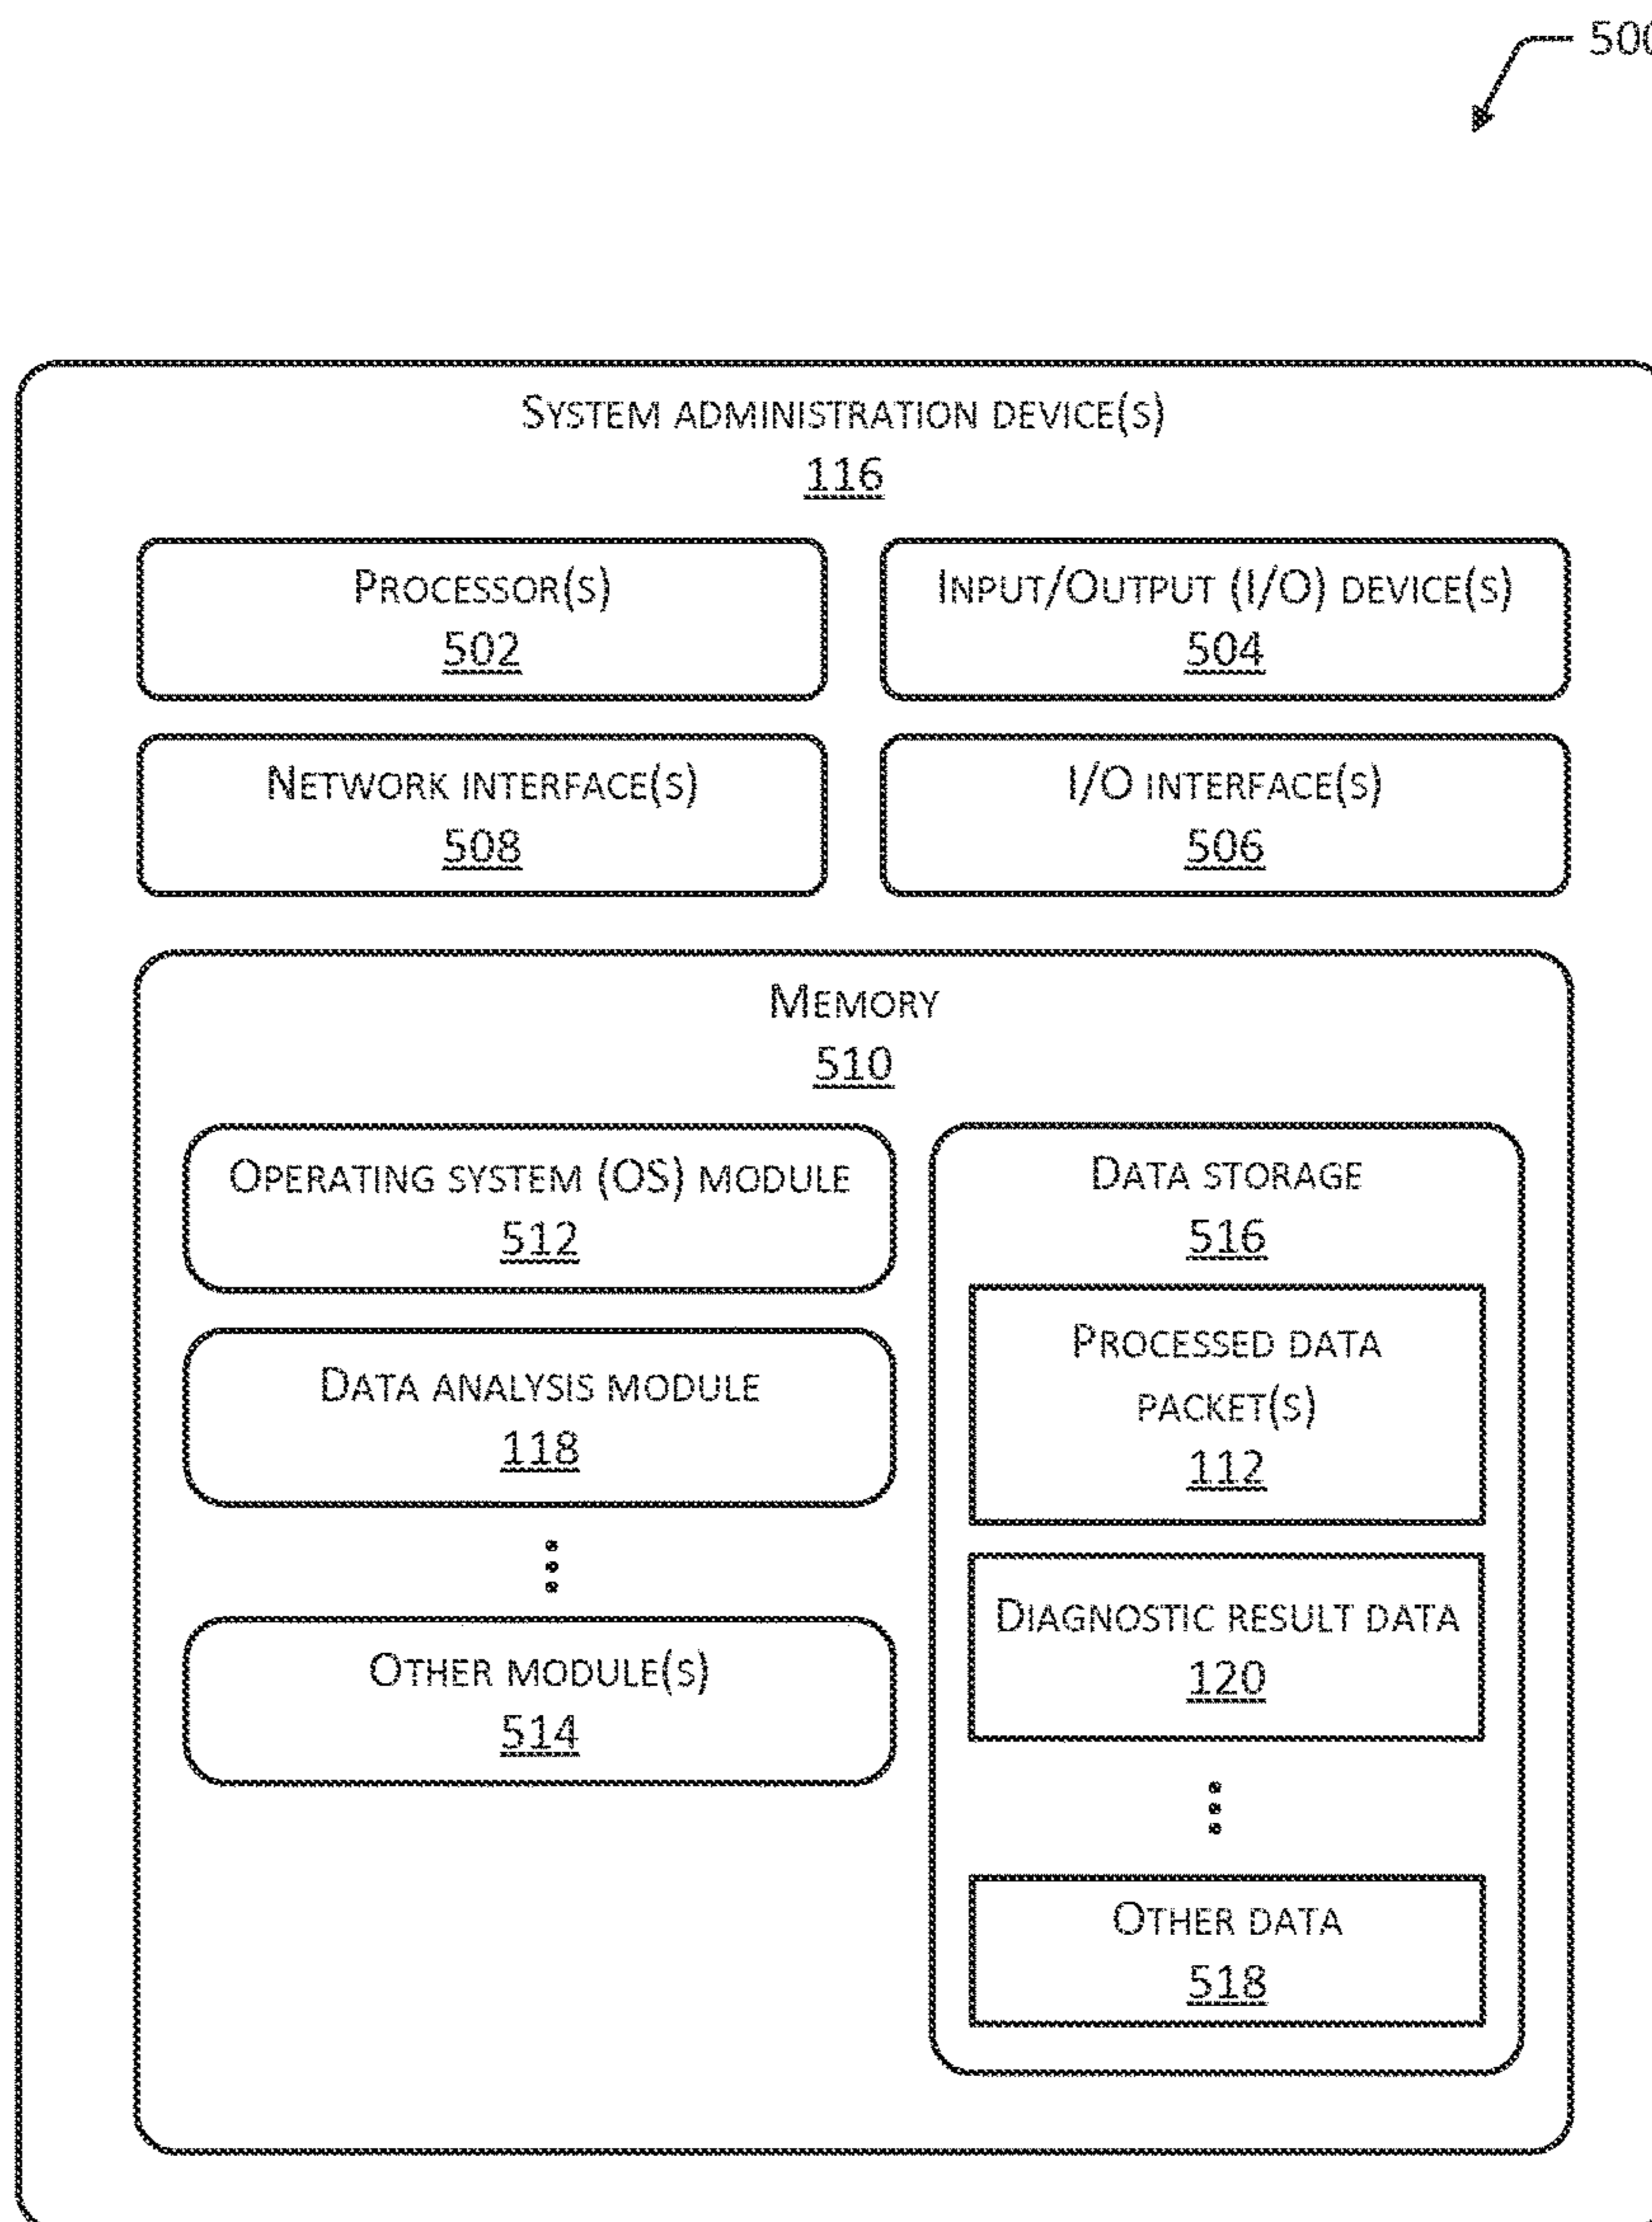 500
SYSTEM ADMINISTRATION DEVICE(S)
116
PROCESSOR(S)
502
INPUT/OUTPUT (I/O) DEVICE(S)
504
NETWORK INTERFACE(S)
508
I/O INTERFACE(S)
506
MEMORY
510
OPERATING SYSTEM (OS) MODULE
512
DATA ANALYSIS MODULE
118
OTHER MODULE(S)
514
DATA STORAGE
516
PROCESSED DATA
PACKET(S)
112
DIAGNOSTIC RESULT DATA
120
OTHER DATA
518